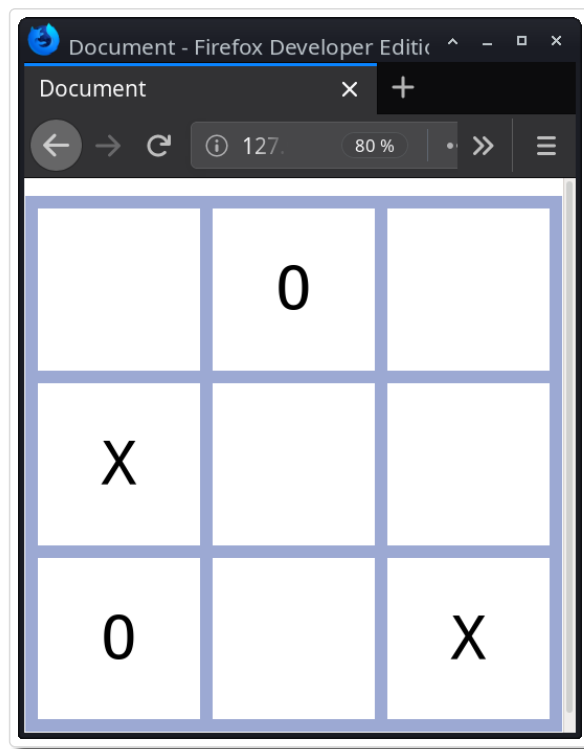 Document - Firefox Developer Editic
Document
127.
80 %
0
X
0 X